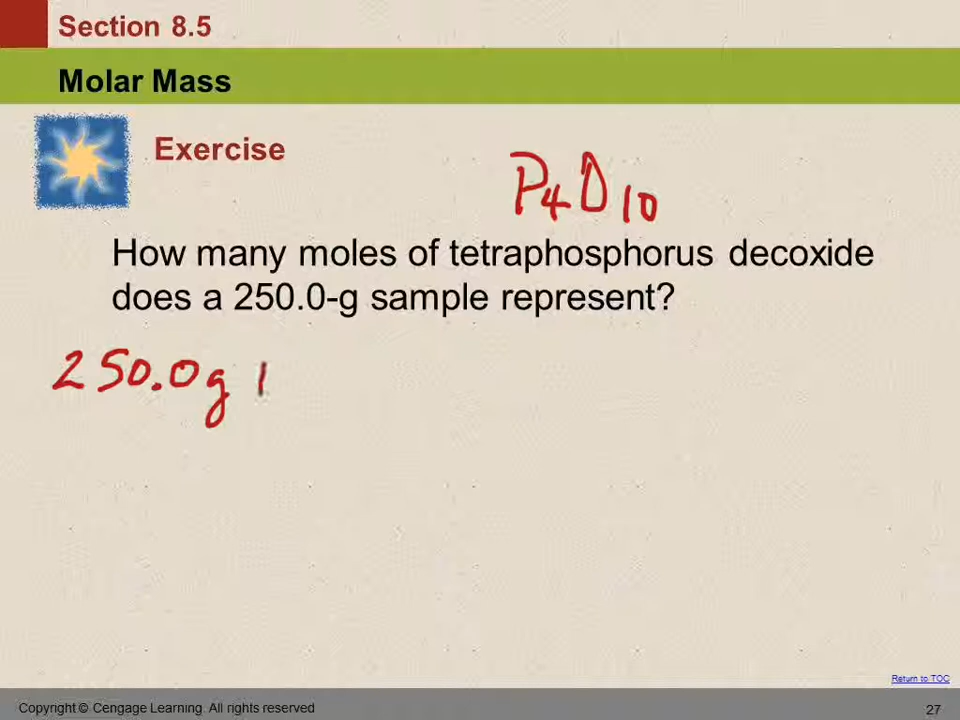 Section 8.5
Molar Mass
Exercise
P₄O₁₀
How many moles of tetraphosphorus decoxide
does a 250.0-g sample represent?
250.0g
Return to TOC
Copyright © Cengage Learning. All rights reserved
27